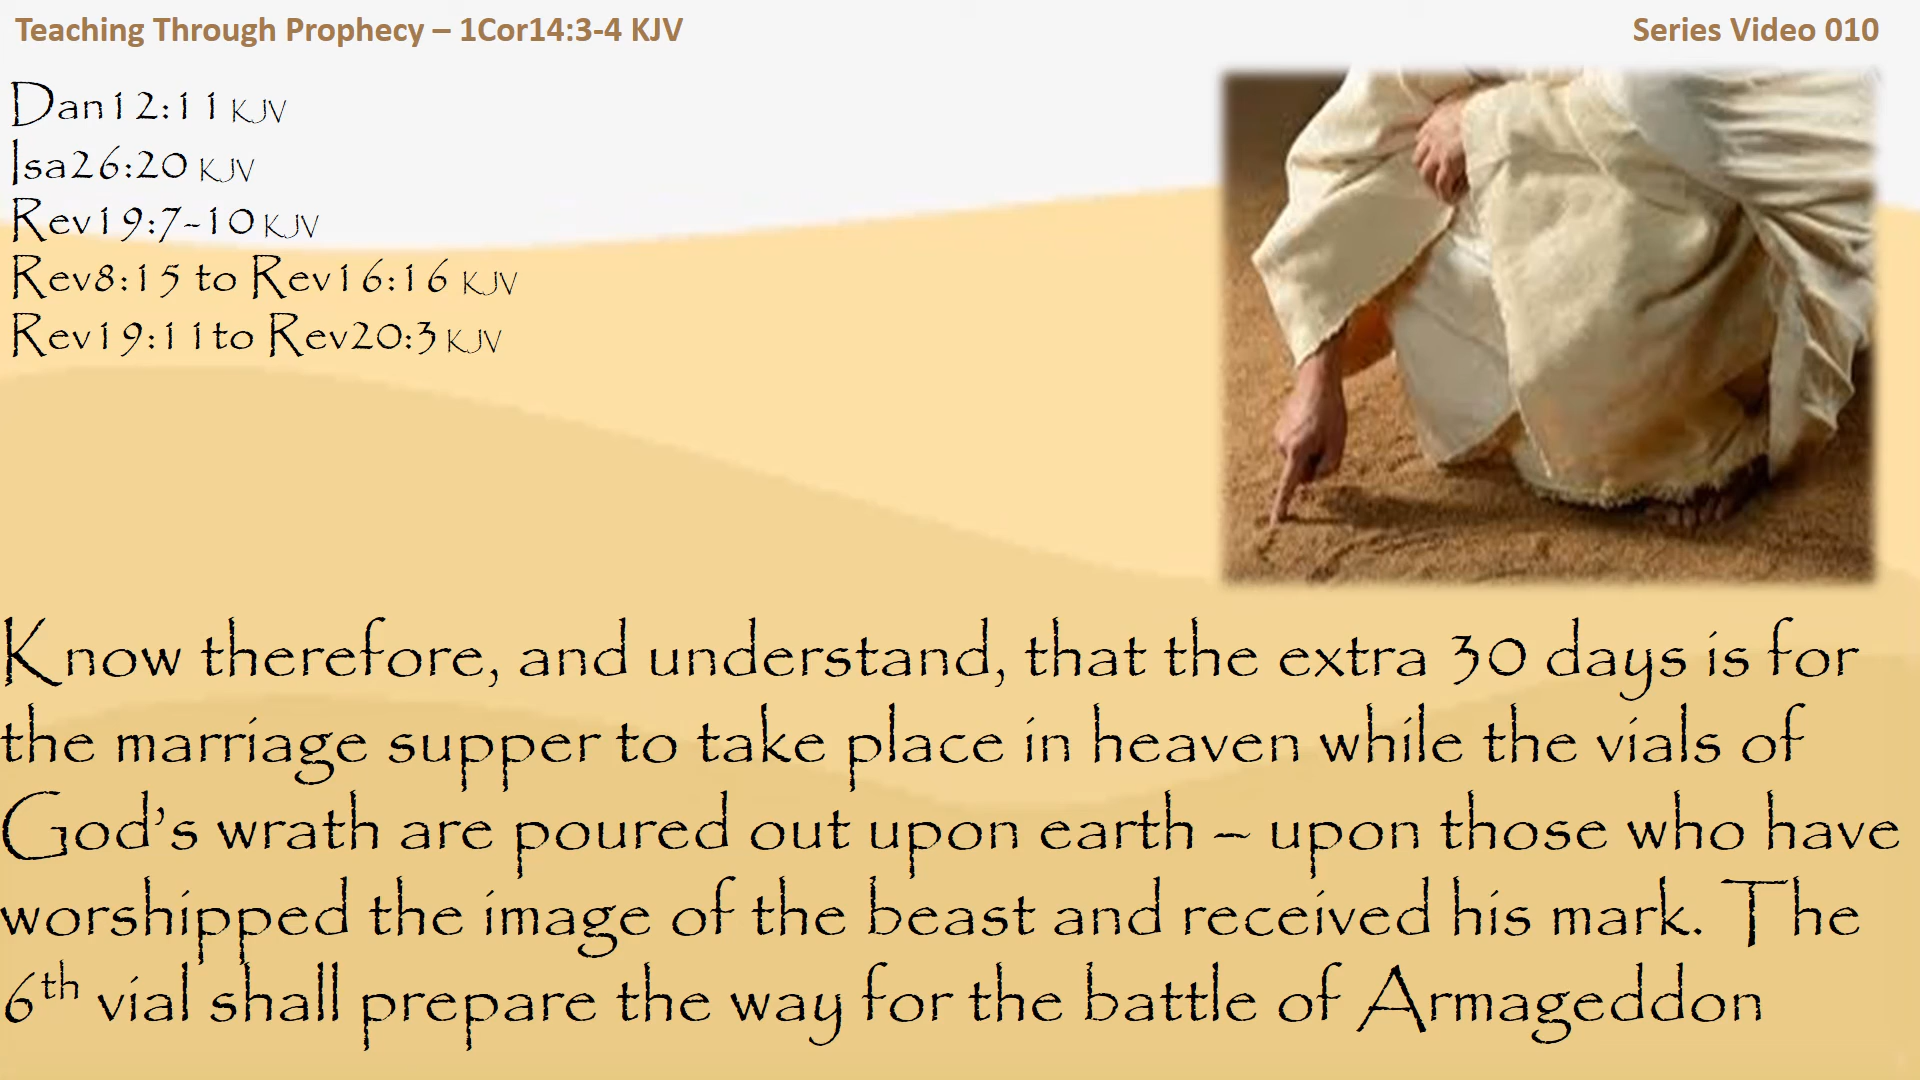 Teaching Through Prophecy – 1Cor14:3-4 KJV
Series Video 010
Dan12:11 KJV
Isa26:20 KJV
Rev19:7-10 KJV
Rev8:15 to Rev16:16 KJV
Rev19:11to Rev20:3 KJV
Know therefore, and understand, that the extra 30 days is for
the marriage supper to take place in heaven while the vials of
God’s wrath are poured out upon earth – upon those who have
worshipped the image of the beast and received his mark. The
6th vial shall prepare the way for the battle of Armageddon